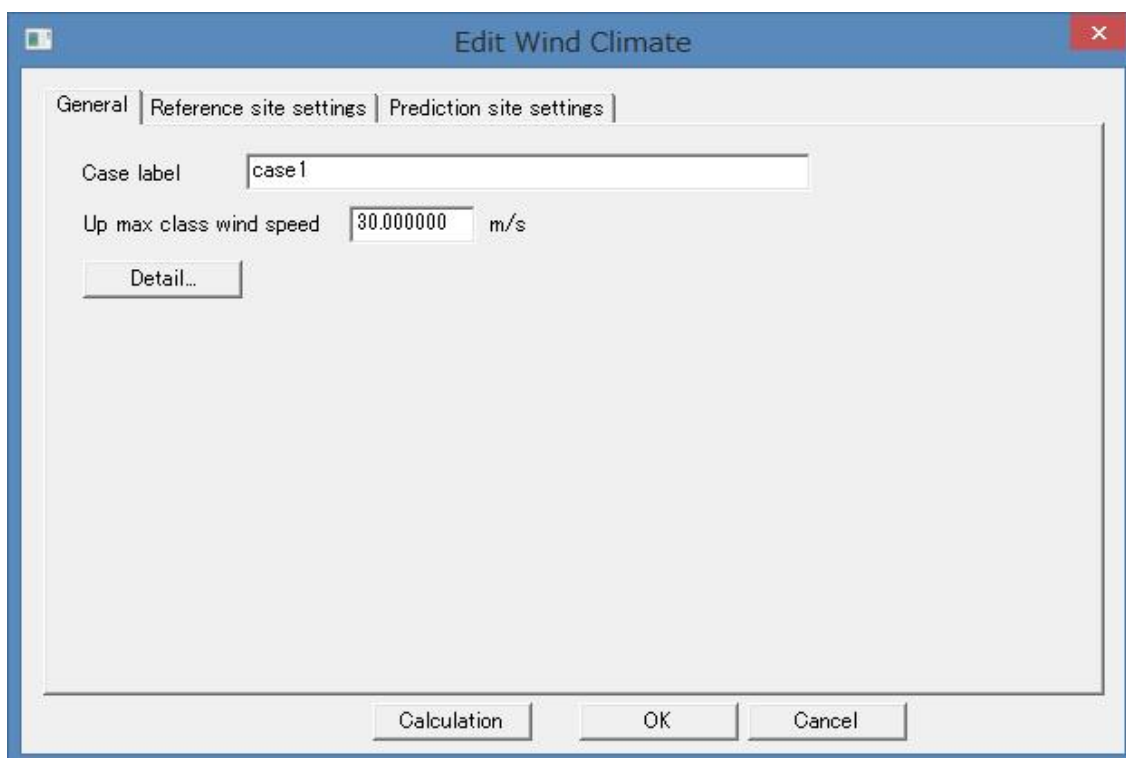 Edit Wind Climate
General Reference site settings Prediction site settings
Case label case1
Up max class wind speed 30.000000 m/s
Detail...
Calculation OK Cancel